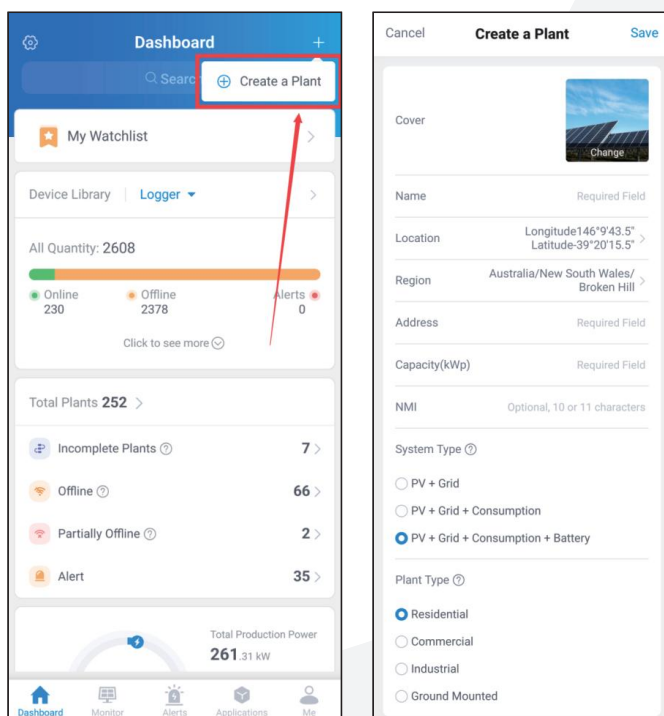 Dashboard
+
Searc
Create a Plant
My Watchlist
Device Library
Logger
All Quantity: 2608
Online
230
Offline
2378
Alerts
0
Click to see more
Total Plants 252
Incomplete Plants
7
Offline
66
Partially Offline
2
Alert
35
Total Production Power
261.31 kW
Dashboard
Monitor
Alerts
Applications
Me
Cancel
Create a Plant
Save
Cover
Change
Name
Required Field
Location
Longitude146°9'43.5"
Latitude-39°20'15.5"
Region
Australia/New South Wales/
Broken Hill
Address
Required Field
Capacity(kWp)
Required Field
NMI
Optional, 10 or 11 characters
System Type
PV + Grid
PV + Grid + Consumption
PV + Grid + Consumption + Battery
Plant Type
Residential
Commercial
Industrial
Ground Mounted